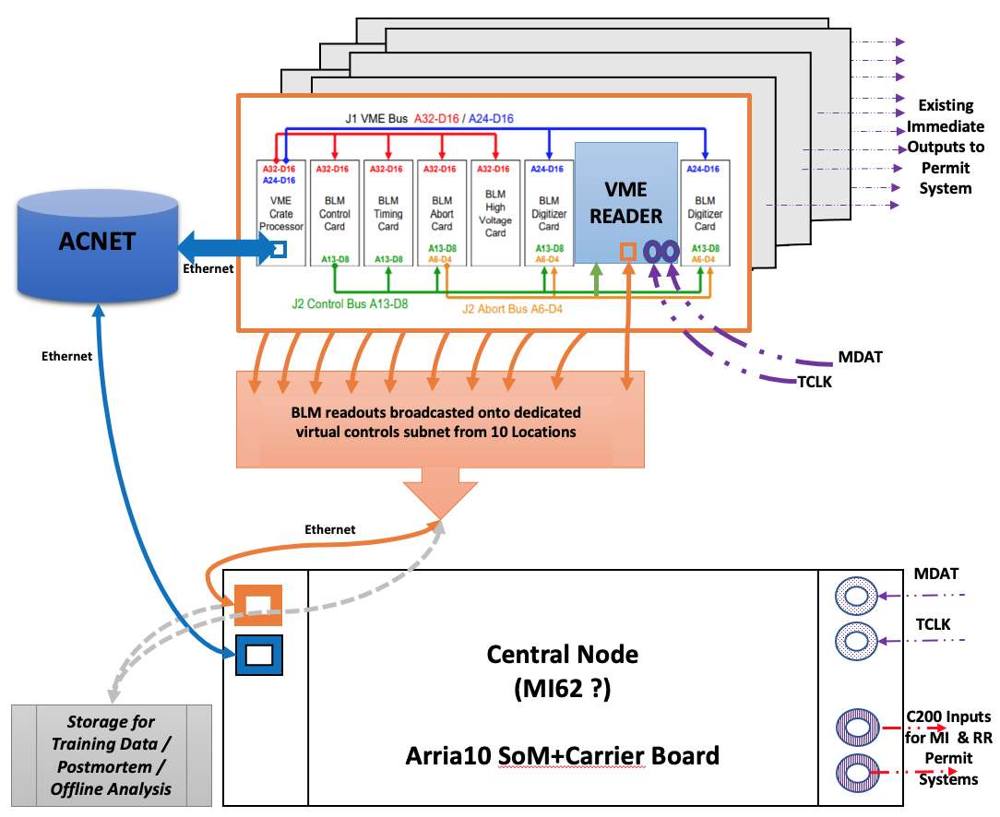 J1 VME Bus A32-D16 / A24-D16
A32-D16
A24-D16
VME
Crate
Processor
A32-D16
BLM
Control
Card
A13-D8
A32-D16
BLM
Timing
Card
A13-D8
A32-D16
BLM
Abort
Card
A13-D8
A6-D4
A32-D16
BLM
High
Voltage
Card
A24-D16
BLM
Digitizer
Card
A13-D8
A6-D4
VME
READER
A24-D16
BLM
Digitizer
Card
A13-D8
A6-D4
J2 Control Bus A13-D8
J2 Abort Bus A6-D4
Existing
Immediate
Outputs to
Permit
System
ACNET
Ethernet
Ethernet
MDAT
TCLK
BLM readouts broadcasted onto dedicated
virtual controls subnet from 10 Locations
Ethernet
Central Node
(MI62 ?)
Arria10 SoM+Carrier Board
MDAT
TCLK
C200 Inputs
for MI & RR
Permit
Systems
Storage for
Training Data /
Postmortem /
Offline Analysis